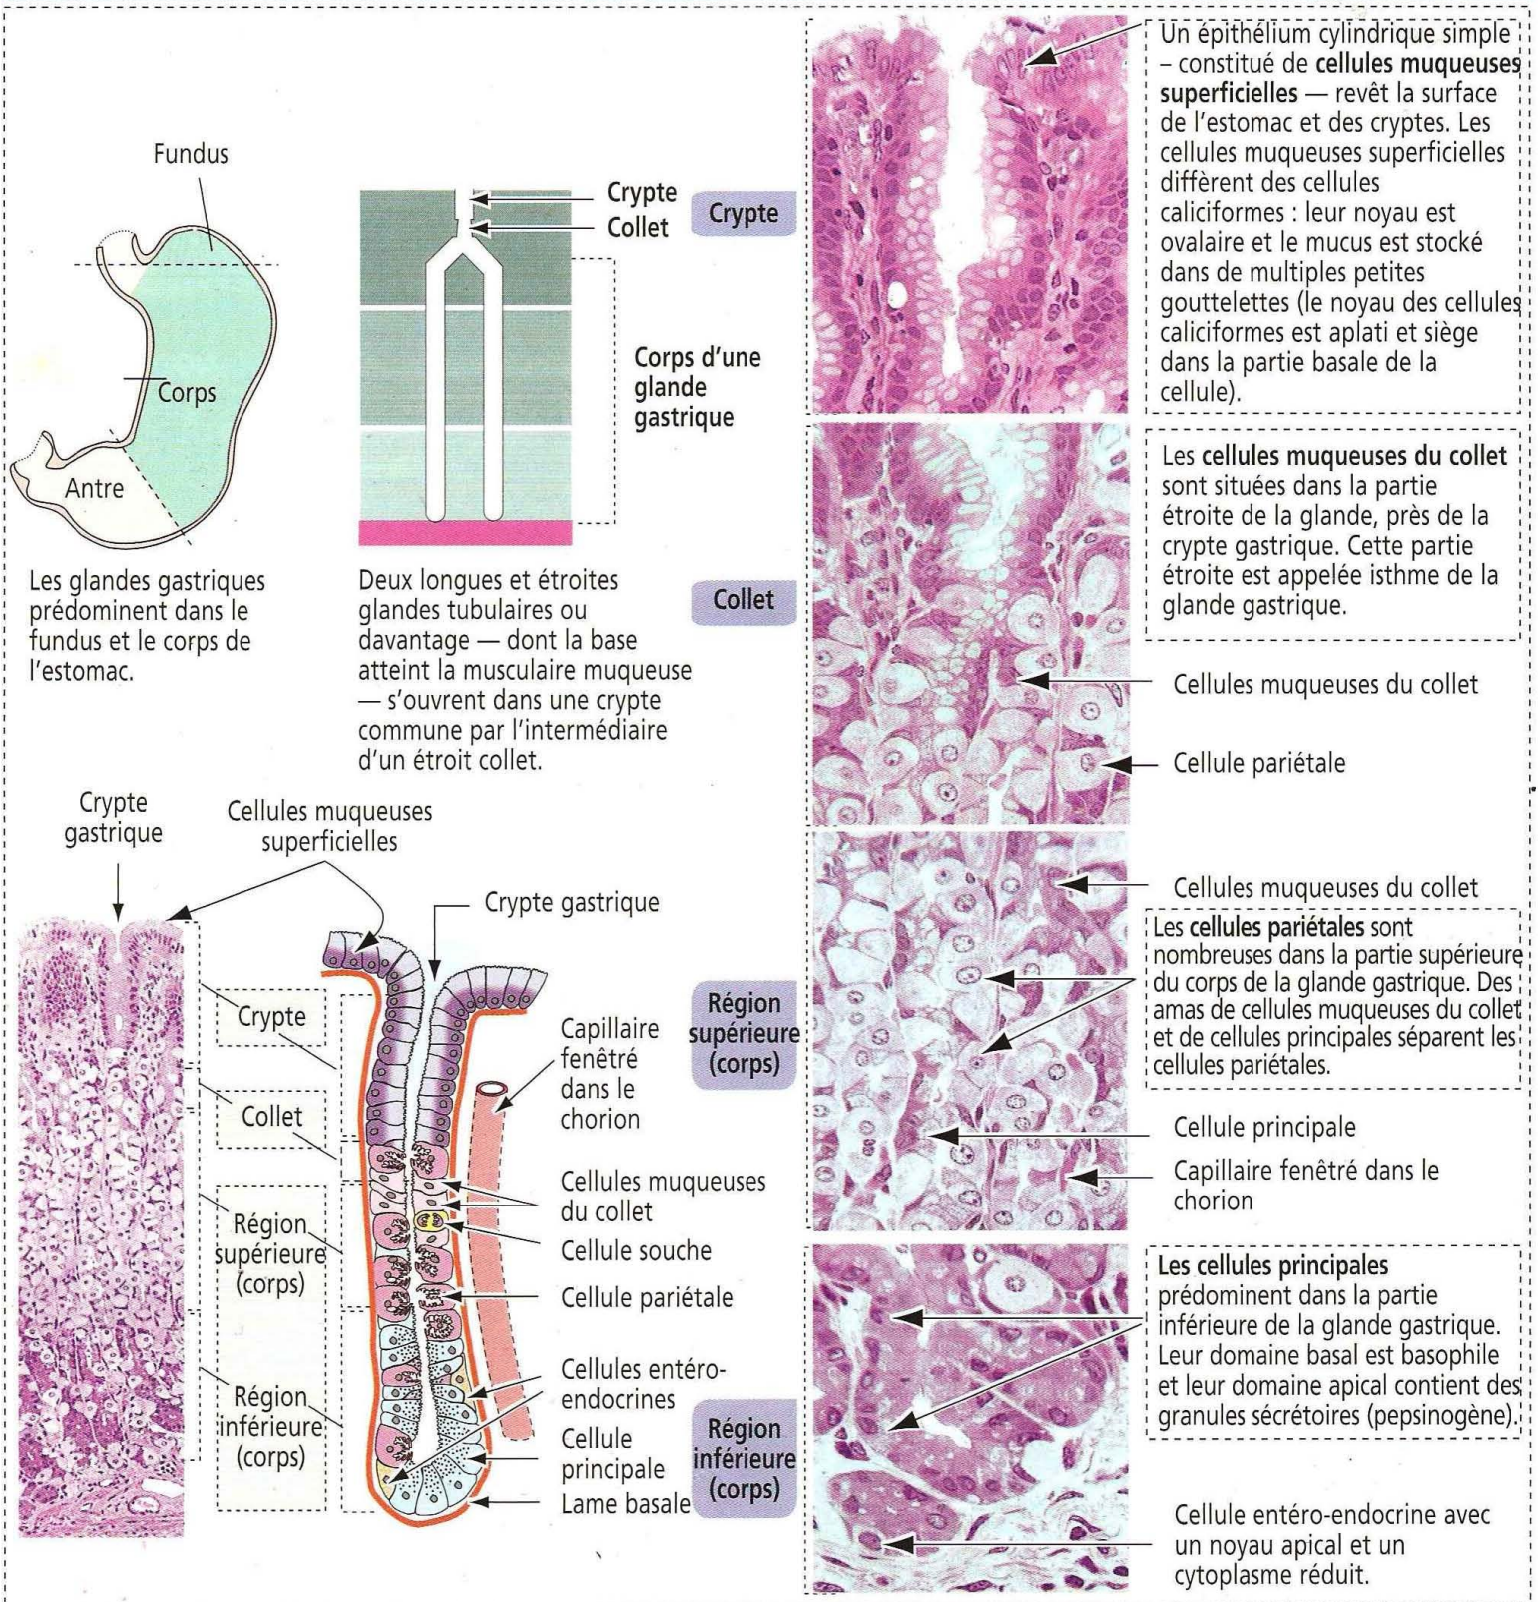 Fundus
Corps
Antre
Les glandes gastriques
prédominent dans le
fundus et le corps de
l'estomac.
Crypte
Collet
Corps d'une
glande
gastrique
Deux longues et étroites
glandes tubulaires ou
davantage — dont la base
atteint la musculaire muqueuse
— s'ouvrent dans une crypte
commune par l'intermédiaire
d'un étroit collet.
Crypte
Un épithélium cylindrique simple
– constitué de cellules muqueuses
superficielles — revêt la surface
de l'estomac et des cryptes. Les
cellules muqueuses superficielles
diffèrent des cellules
caliciformes : leur noyau est
ovalaire et le mucus est stocké
dans de multiples petites
gouttelettes (le noyau des cellules
caliciformes est aplati et siège
dans la partie basale de la
cellule).
Collet
Les cellules muqueuses du collet
sont situées dans la partie
étroite de la glande, près de la
crypte gastrique. Cette partie
étroite est appelée isthme de la
glande gastrique.
Cellules muqueuses du collet
Cellule pariétale
Crypte
gastrique
Cellules muqueuses
superficielles
Crypte gastrique
Crypte
Collet
Région
supérieure
(corps)
Région
inférieure
(corps)
Capillaire
fenêtré
dans le
chorion
Cellules muqueuses
du collet
Cellule souche
Cellule pariétale
Cellules entéro-
endocrines
Cellule
principale
Lame basale
Région
supérieure
(corps)
Cellules muqueuses du collet
Les cellules pariétales sont
nombreuses dans la partie supérieure
du corps de la glande gastrique. Des
amas de cellules muqueuses du collet
et de cellules principales séparent les
cellules pariétales.
Cellule principale
Capillaire fenêtré dans le
chorion
Région
inférieure
(corps)
Les cellules principales
prédominent dans la partie
inférieure de la glande gastrique.
Leur domaine basal est basophile
et leur domaine apical contient des
granules sécrétoires (pepsinogène).
Cellule entéro-endocrine avec
un noyau apical et un
cytoplasme réduit.